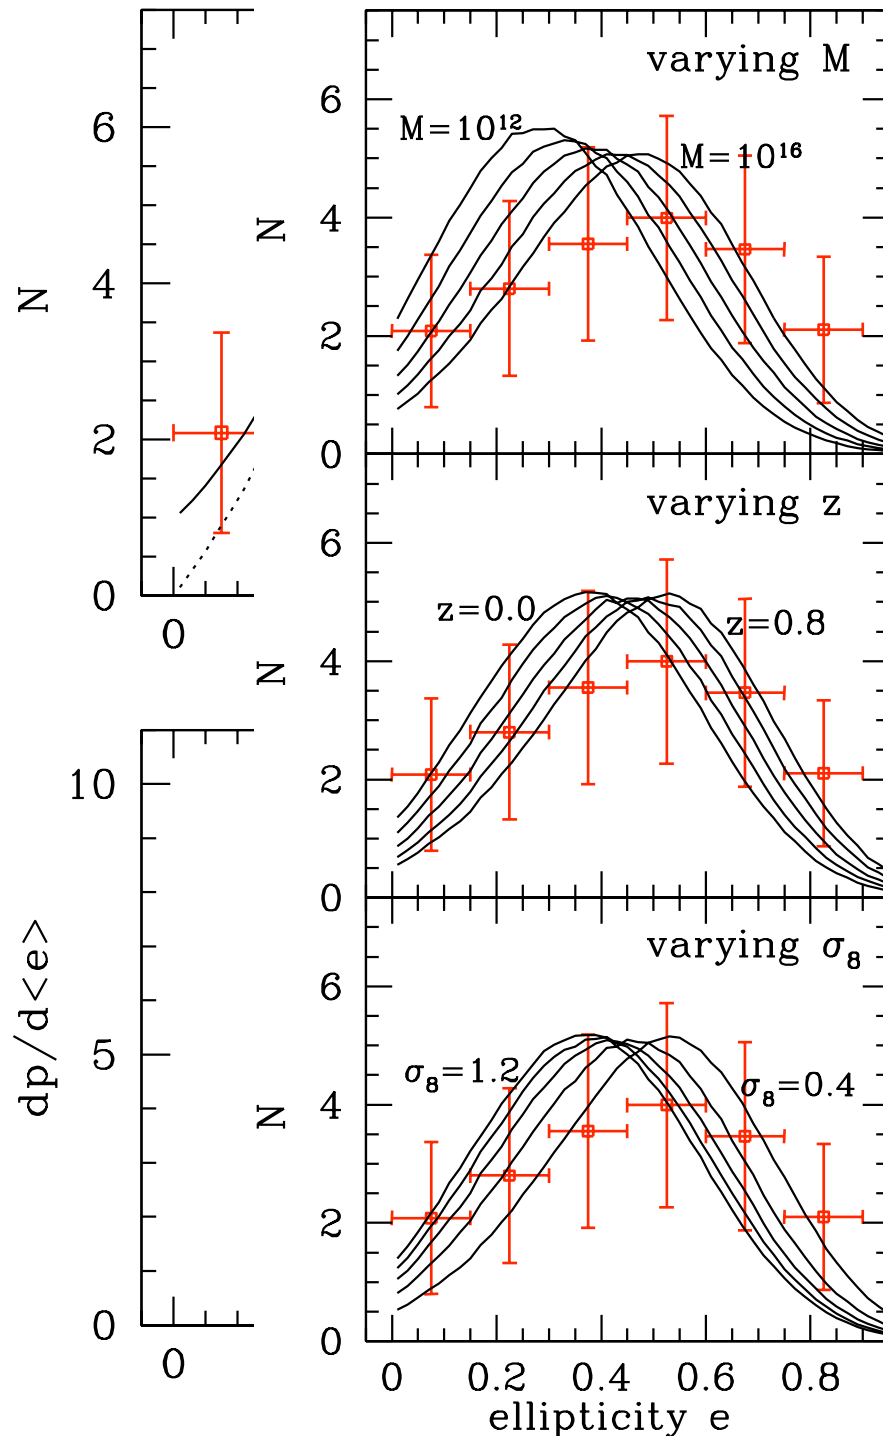 6
4
2
0
N
0
10
5
0
dp/d<e>
0
varying M
M=10¹²
M=10¹⁶
6
4
2
0
N
varying z
z=0.0
z=0.8
6
4
2
0
N
varying σ₈
σ₈=1.2
σ₈=0.4
6
4
2
0
N
0 0.2 0.4 0.6 0.8
ellipticity e